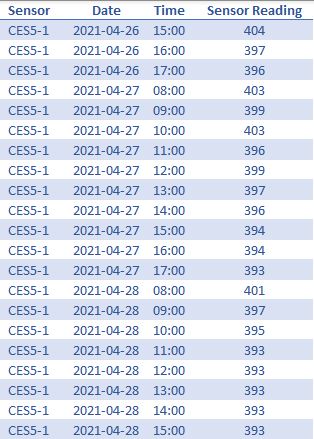 Sensor Date Time Sensor Reading
CES5-1 2021-04-26 15:00 404
CES5-1 2021-04-26 16:00 397
CES5-1 2021-04-26 17:00 396
CES5-1 2021-04-27 08:00 403
CES5-1 2021-04-27 09:00 399
CES5-1 2021-04-27 10:00 403
CES5-1 2021-04-27 11:00 396
CES5-1 2021-04-27 12:00 399
CES5-1 2021-04-27 13:00 397
CES5-1 2021-04-27 14:00 396
CES5-1 2021-04-27 15:00 394
CES5-1 2021-04-27 16:00 394
CES5-1 2021-04-27 17:00 393
CES5-1 2021-04-28 08:00 401
CES5-1 2021-04-28 09:00 397
CES5-1 2021-04-28 10:00 395
CES5-1 2021-04-28 11:00 393
CES5-1 2021-04-28 12:00 393
CES5-1 2021-04-28 13:00 393
CES5-1 2021-04-28 14:00 393
CES5-1 2021-04-28 15:00 393